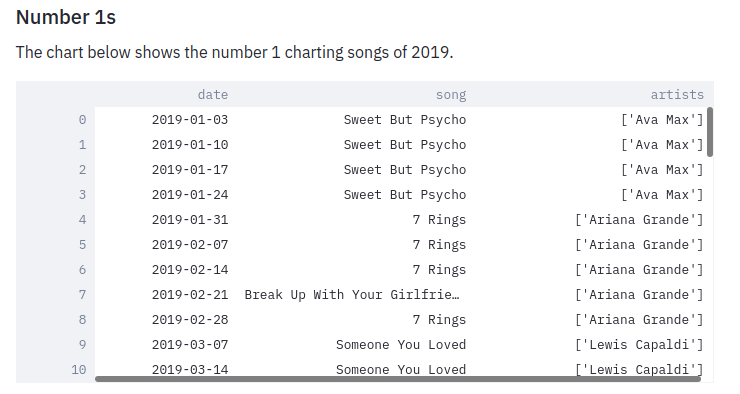 Number 1s
The chart below shows the number 1 charting songs of 2019.
date song artists
0 2019-01-03 Sweet But Psycho ['Ava Max']
1 2019-01-10 Sweet But Psycho ['Ava Max']
2 2019-01-17 Sweet But Psycho ['Ava Max']
3 2019-01-24 Sweet But Psycho ['Ava Max']
4 2019-01-31 7 Rings ['Ariana Grande']
5 2019-02-07 7 Rings ['Ariana Grande']
6 2019-02-14 7 Rings ['Ariana Grande']
7 2019-02-21 Break Up With Your Girlfrie… ['Ariana Grande']
8 2019-02-28 7 Rings ['Ariana Grande']
9 2019-03-07 Someone You Loved ['Lewis Capaldi']
10 2019-03-14 Someone You Loved ['Lewis Capaldi']